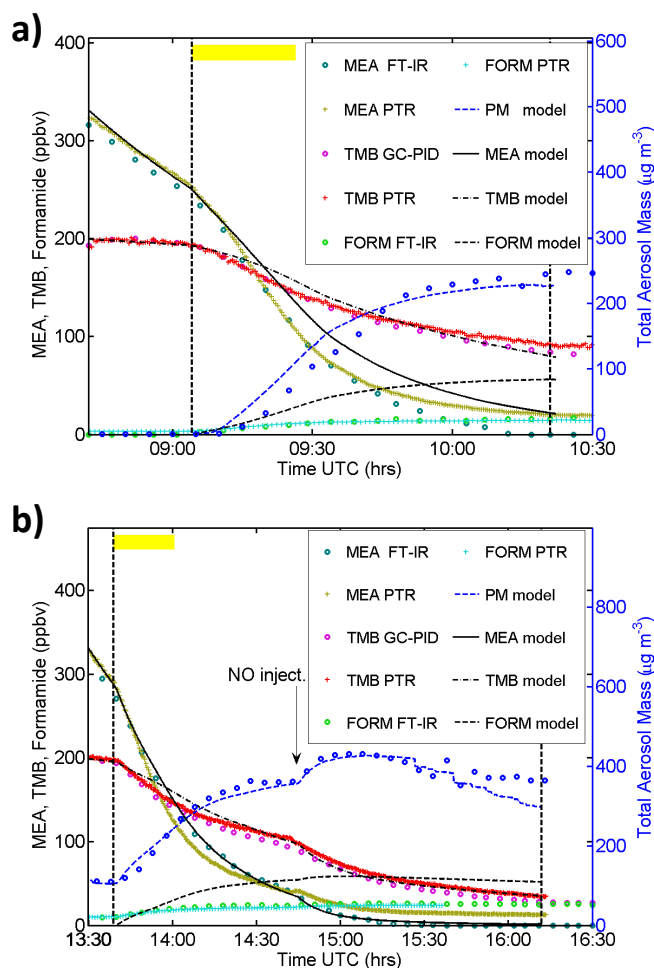 a)
400
300
200
100
0
MEA, TMB, Formamide (ppbv)
MEA FT-IR
MEA PTR
TMB GC-PID
TMB PTR
FORM FT-IR
FORM PTR
PM model
MEA model
TMB model
FORM model
600
500
400
300
200
100
0
Total Aerosol Mass (µg m⁻³)
09:00
09:30
10:00
10:30
Time UTC (hrs)
b)
400
300
200
100
0
MEA, TMB, Formamide (ppbv)
NO inject.
MEA FT-IR
MEA PTR
TMB GC-PID
TMB PTR
FORM FT-IR
FORM PTR
PM model
MEA model
TMB model
FORM model
800
600
400
200
0
Total Aerosol Mass (µg m⁻³)
13:30
14:00
14:30
15:00
15:30
16:00
16:30
Time UTC (hrs)